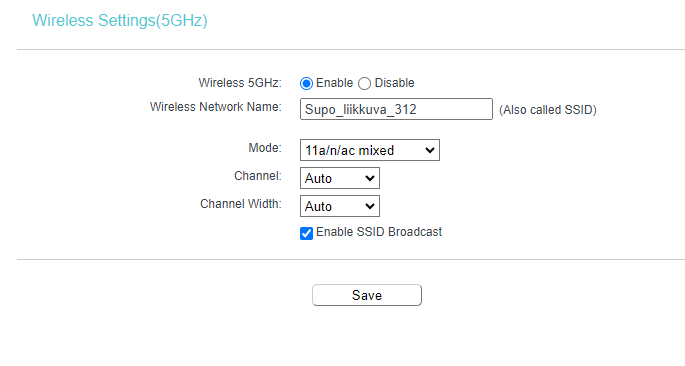 Wireless Settings(5GHz)
Wireless 5GHz: Enable Disable
Wireless Network Name: Supo_liikkuva_312 (Also called SSID)
Mode: 11a/n/ac mixed
Channel: Auto
Channel Width: Auto
Enable SSID Broadcast
Save